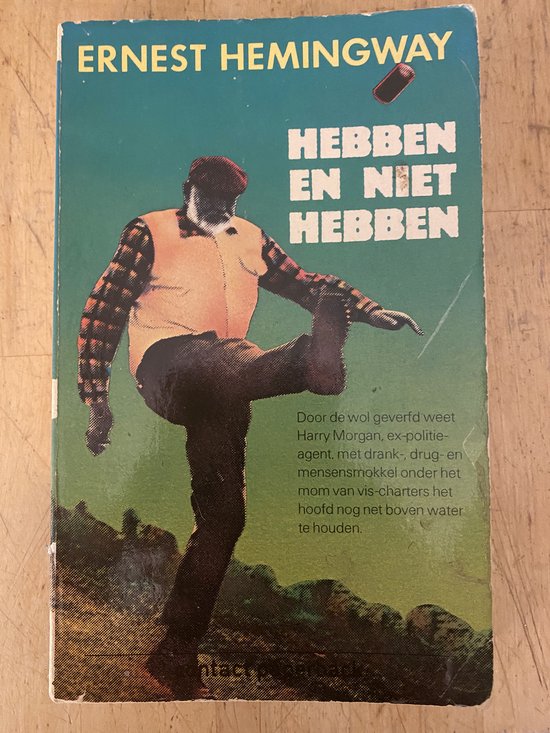 ERNEST HEMINGWAY
HEBBEN
EN NIET
HEBBEN
Door de wol geverfd weet
Harry Morgan, ex-politie-
agent, met drank-, drug- en
mensensmokkel onder het
mom van vis-charters het
hoofd nog net boven water
te houden.